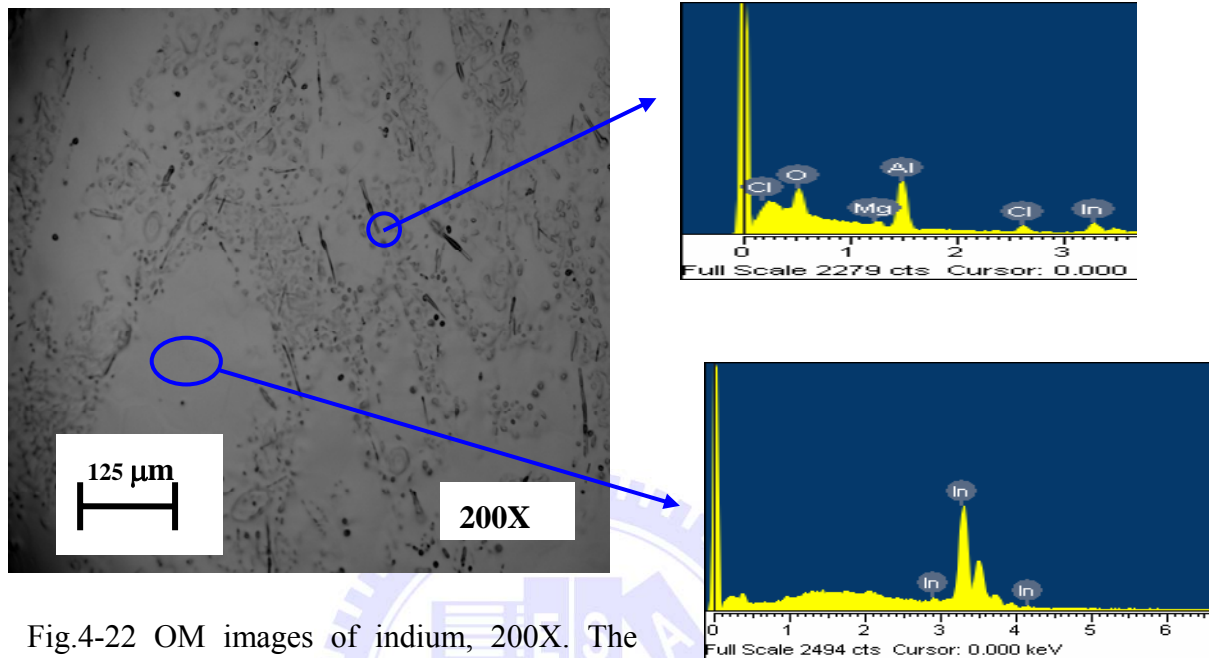 Cl O Mg Al Cl In
0 1 2 3
Full Scale 2279 cts Cursor: 0.000
125 μm
200X
In
In In
0 1 2 3 4 5 6
Full Scale 2494 cts Cursor: 0.000 keV
Fig.4-22 OM images of indium, 200X. The